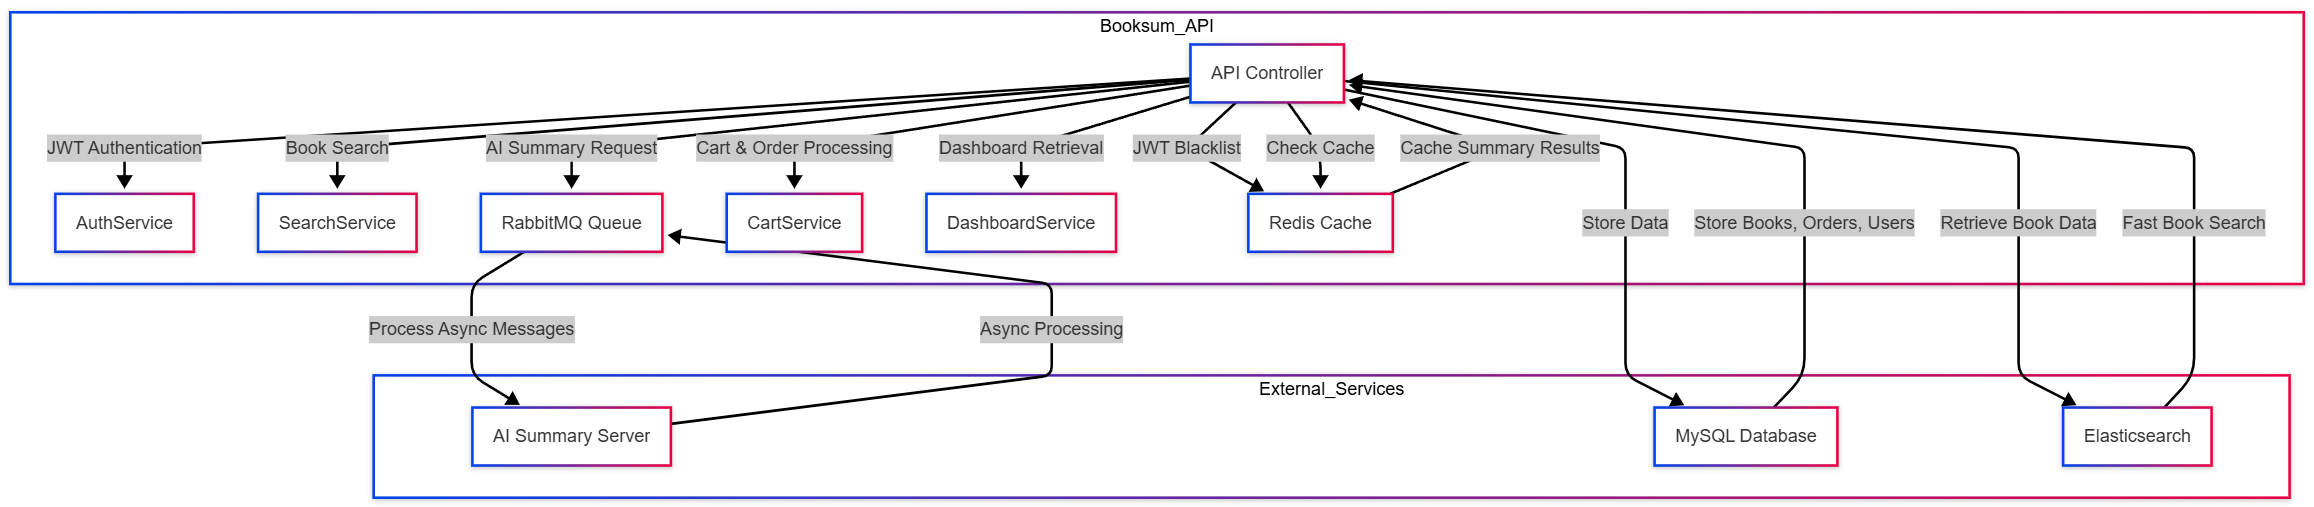 Booksum_API
API Controller
JWT Authentication
Book Search
AI Summary Request
Cart & Order Processing
Dashboard Retrieval
JWT Blacklist
Check Cache
Cache Summary Results
AuthService
SearchService
RabbitMQ Queue
CartService
DashboardService
Redis Cache
Store Data
Store Books, Orders, Users
Retrieve Book Data
Fast Book Search
Process Async Messages
Async Processing
External_Services
AI Summary Server
MySQL Database
Elasticsearch